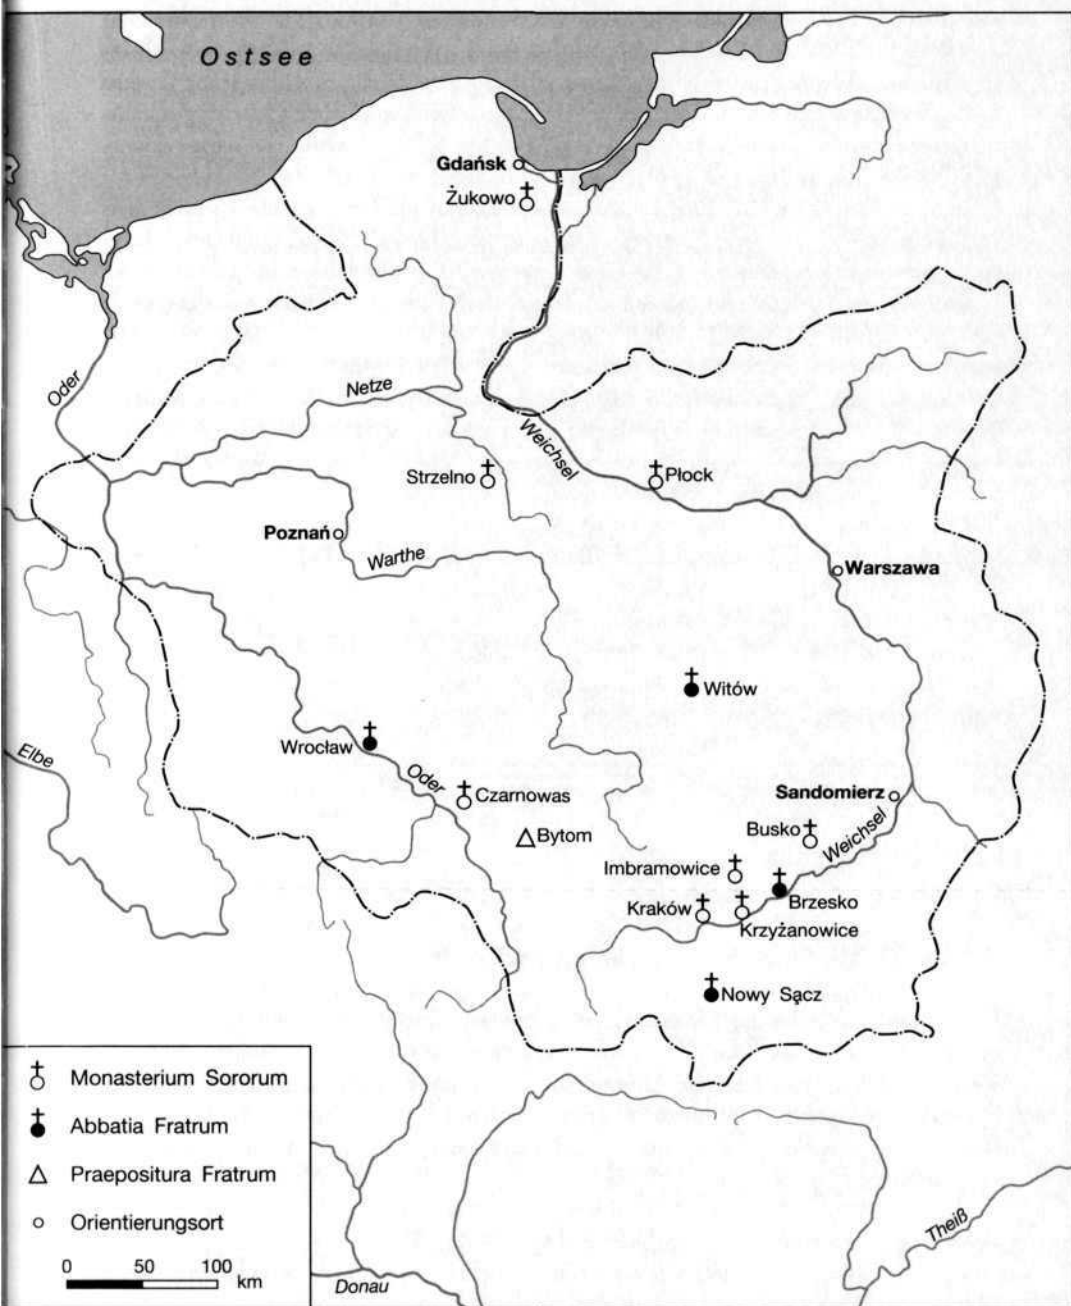 Ostsee
Gdańsk
Żukowo
Oder
Netze
Weichsel
Strzelno
Płock
Poznań
Warthe
Warszawa
Witów
Wrocław
Elbe
Oder
Czarnowas
Sandomierz
Bytom
Busko
Weichsel
Imbramowice
Brzesko
Kraków
Krzyżanowice
Nowy Sącz
Monasterium Sororum
Abbatia Fratrum
Praepositura Fratrum
Orientierungsort
0 50 100 km
Donau
Theiß